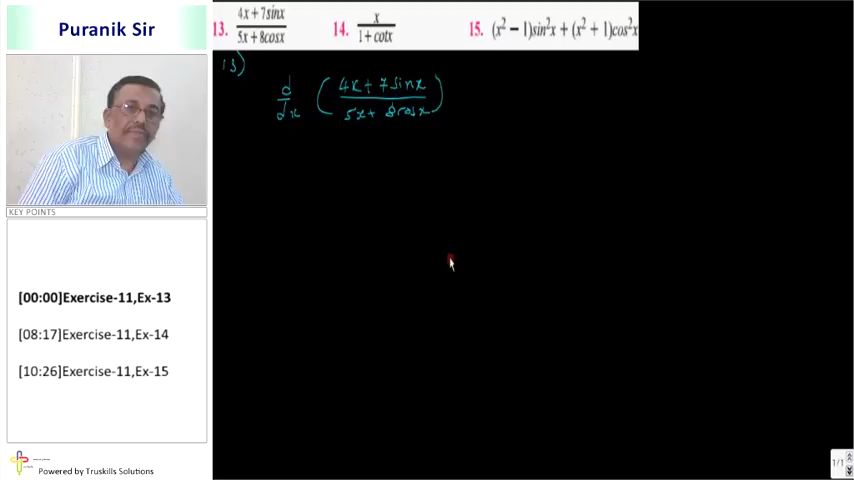 Puranik Sir
KEY POINTS
[00:00]Exercise-11,Ex-13
[08:17]Exercise-11,Ex-14
[10:26]Exercise-11,Ex-15
Powered by Truskills Solutions
13. (4x + 7sinx)/(5x + 8cosx) 14. x/(1 + cotx) 15. (x² − 1)sin²x + (x² + 1)cos²x
13)
d/dx ( (4x + 7sinx)/(5x + 8cosx) )
1/1